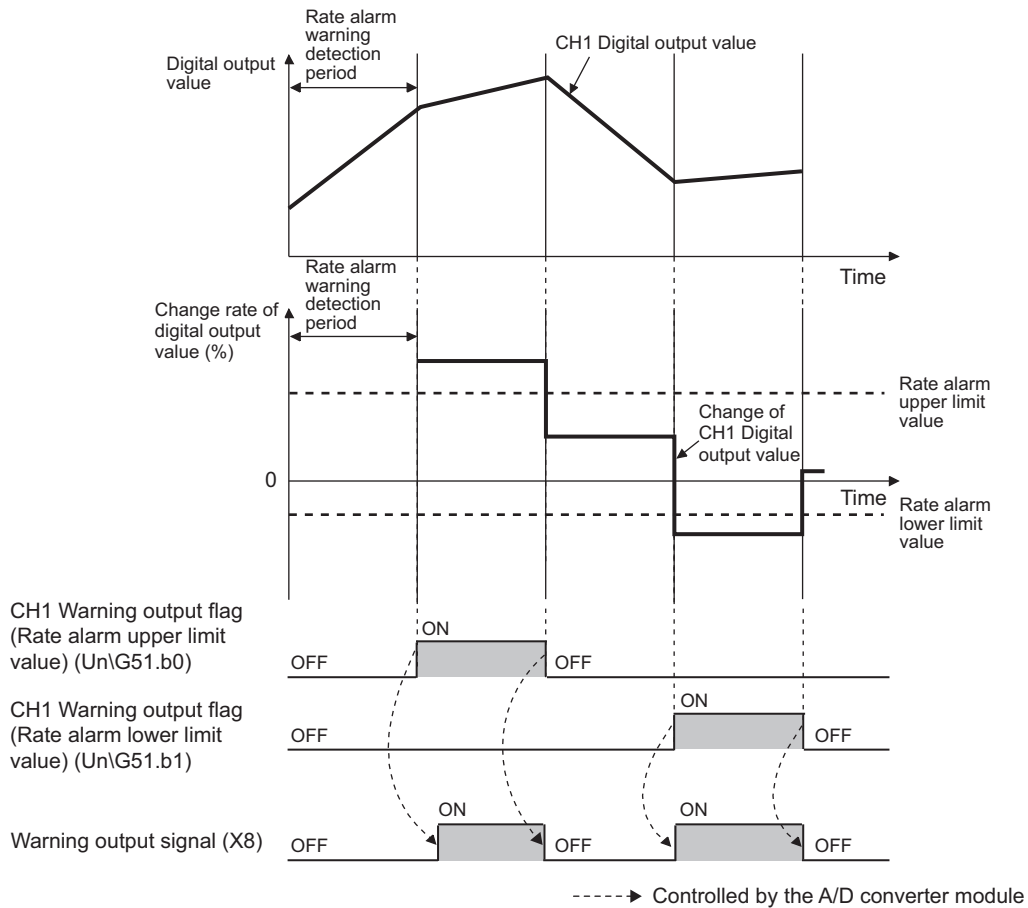 Rate alarm
warning
detection
period
Digital output
value
CH1 Digital output value
Time
Rate alarm
warning
detection
period
Change rate of
digital output
value (%)
Rate alarm
upper limit
value
Change of
CH1 Digital
output value
0
Time
Rate alarm
lower limit
value
CH1 Warning output flag
(Rate alarm upper limit
value) (Un\G51.b0)
OFF
ON
OFF
CH1 Warning output flag
(Rate alarm lower limit
value) (Un\G51.b1)
OFF
ON
OFF
Warning output signal (X8)
OFF
ON
OFF
ON
OFF
Controlled by the A/D converter module